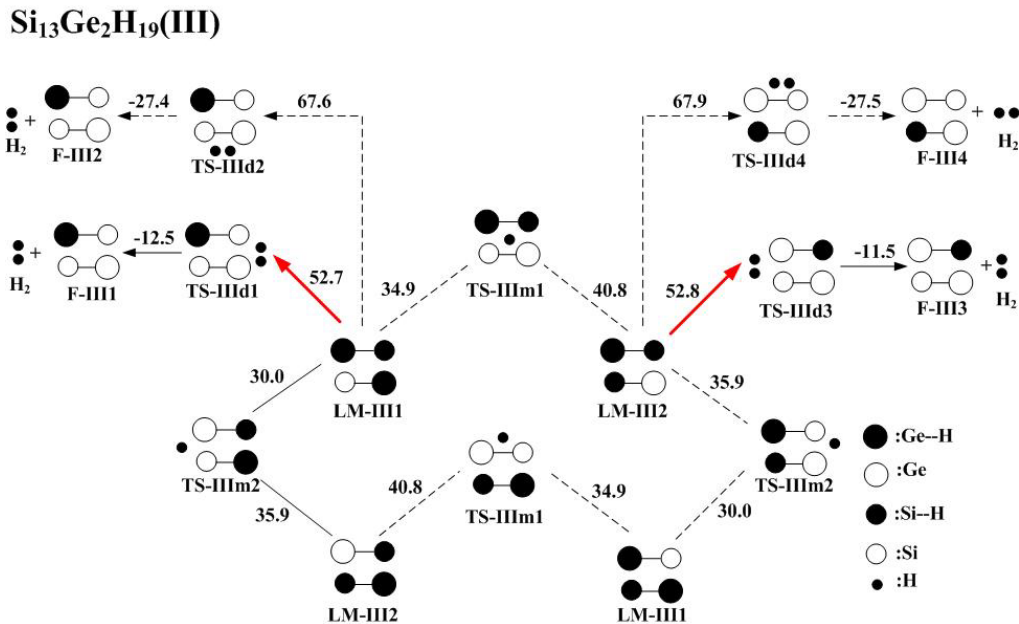 Si13Ge2H19(III)
-27.4
67.6
67.9
-27.5
H2
+
F-III2
TS-IIId2
TS-IIId4
F-III4
+
H2
-12.5
TS-IIIm1
-11.5
H2
+
F-III1
TS-IIId1
52.7
34.9
40.8
52.8
TS-IIId3
F-III3
+
H2
30.0
LM-III1
LM-III2
35.9
TS-IIIm2
TS-IIIm1
TS-IIIm2
35.9
40.8
34.9
30.0
LM-III2
LM-III1
:Ge--H
:Ge
:Si--H
:Si
:H